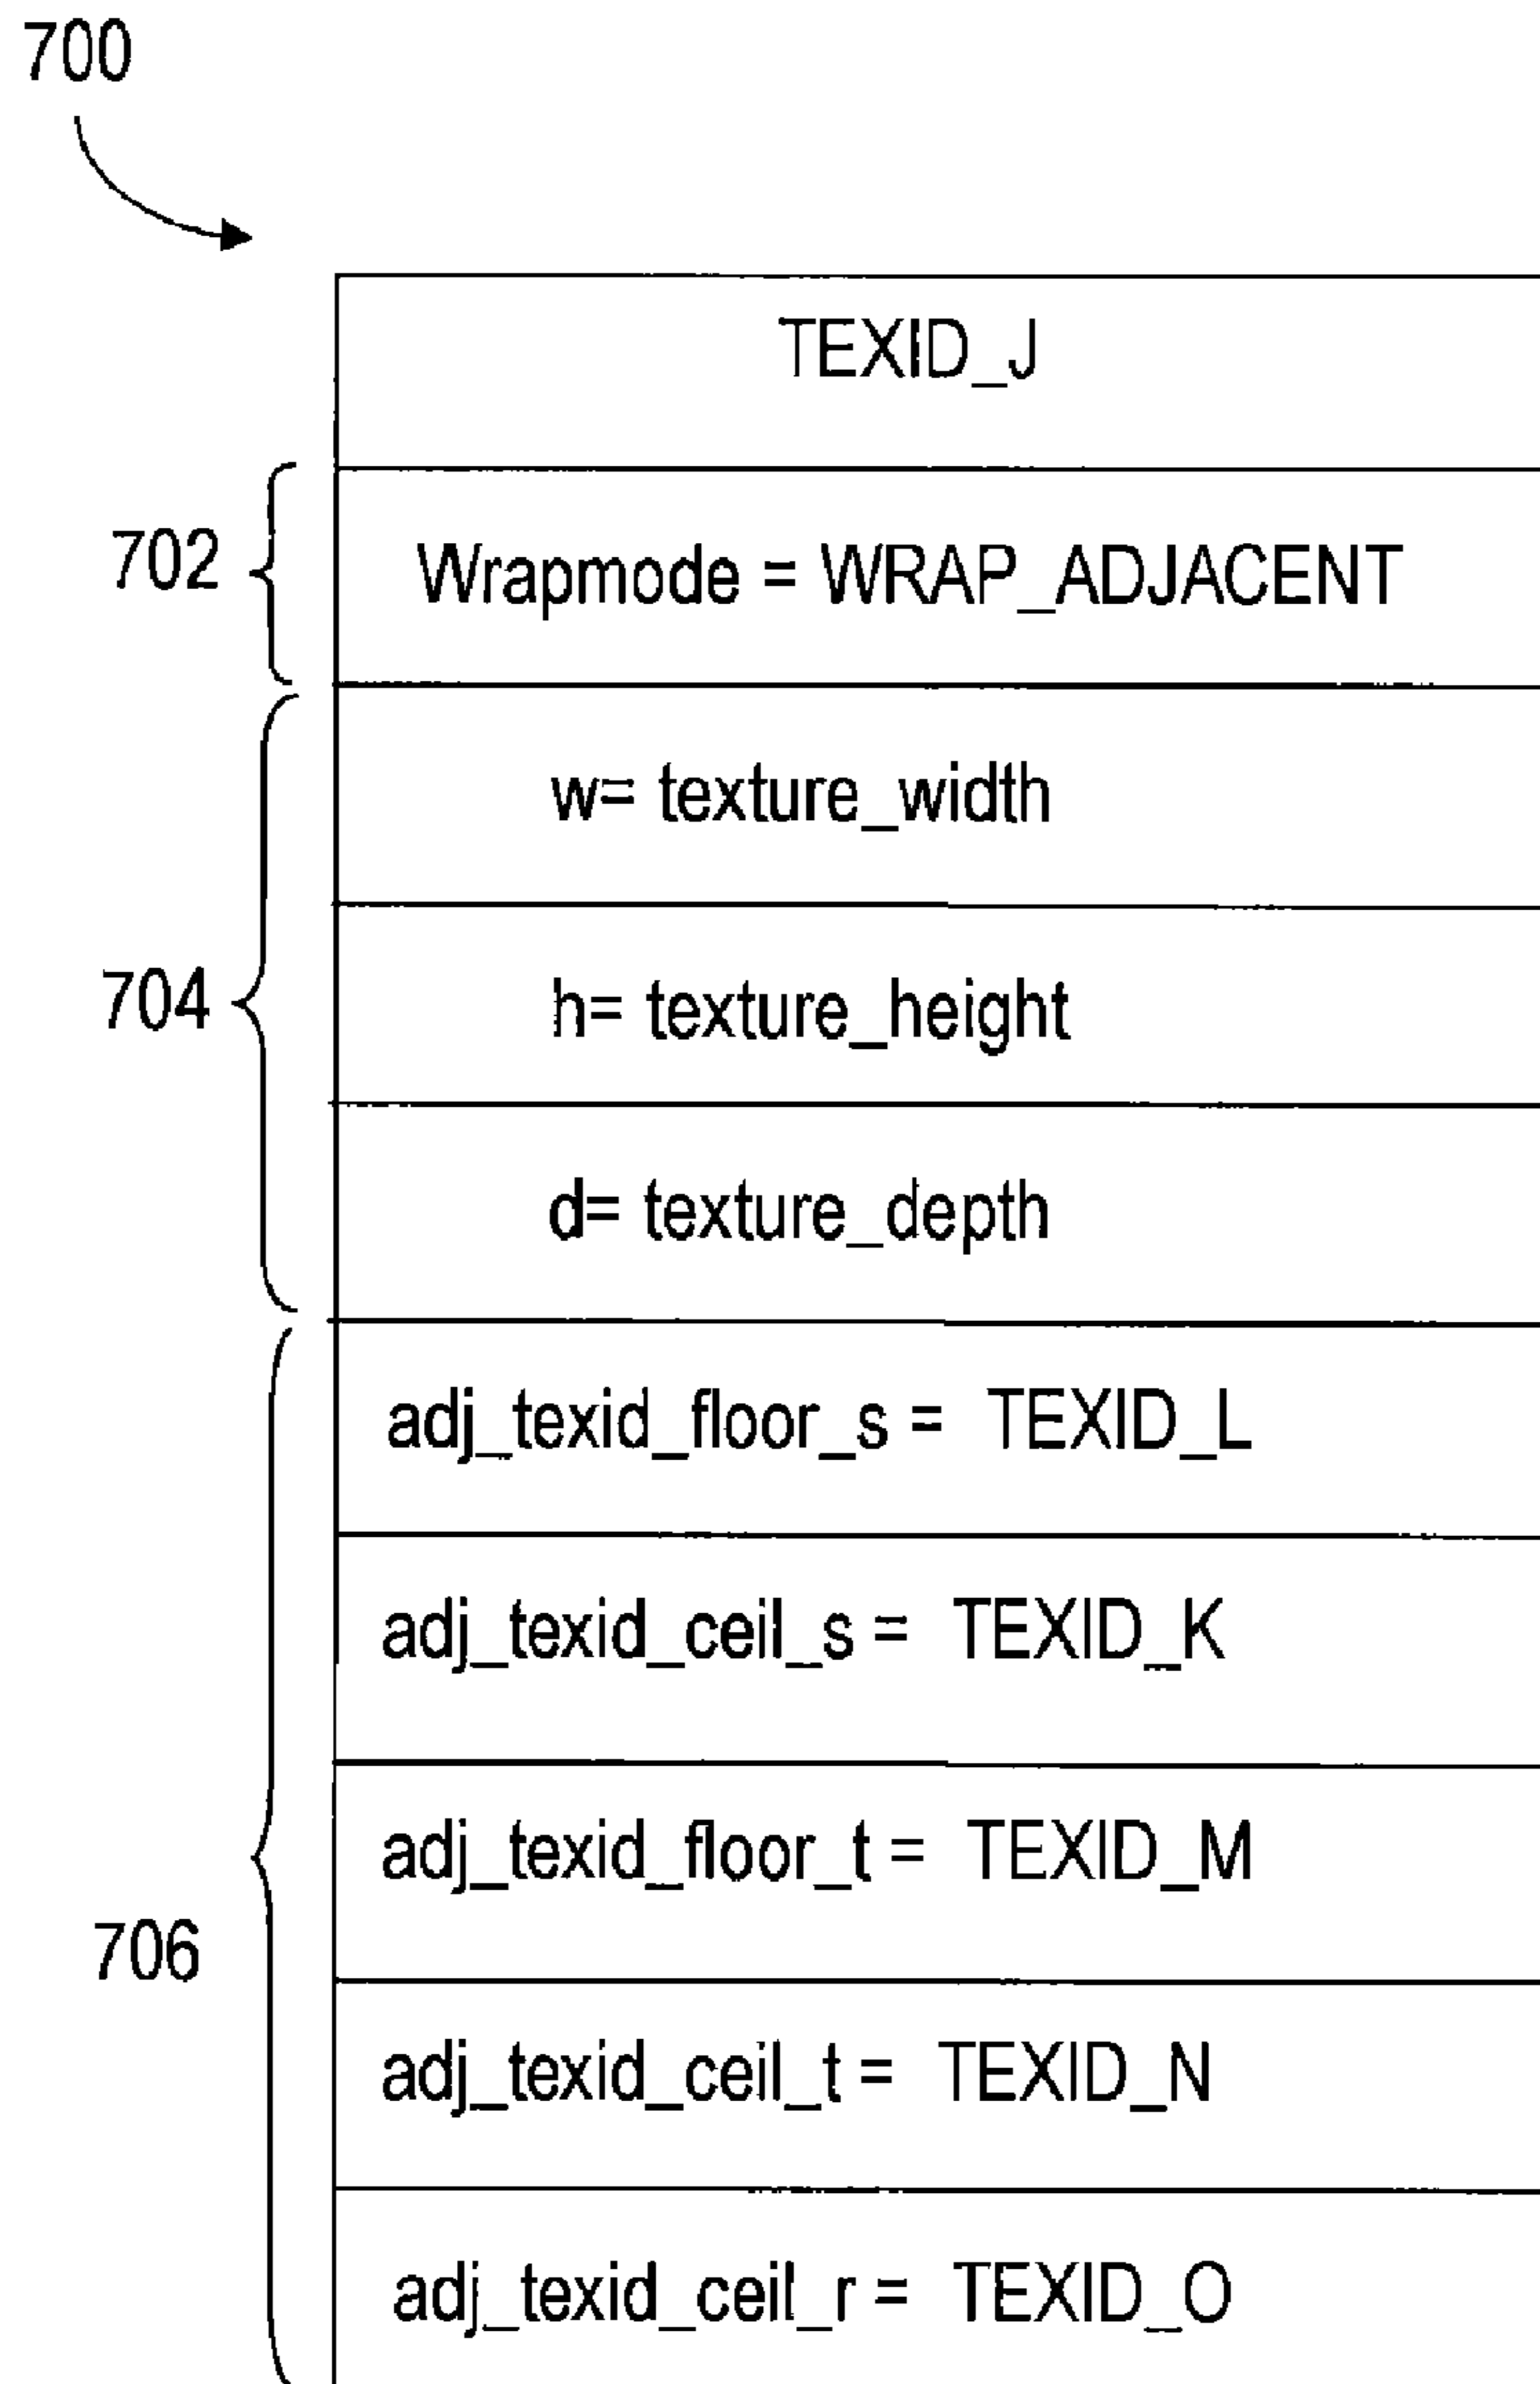 700
TEXID_J
702
Wrapmode = WRAP_ADJACENT
w= texture_width
704
h= texture_height
d= texture_depth
adj_texid_floor_s = TEXID_L
adj_texid_ceil_s = TEXID_K
adj_texid_floor_t = TEXID_M
706
adj_texid_ceil_t = TEXID_N
adj_texid_ceil_r = TEXID_O